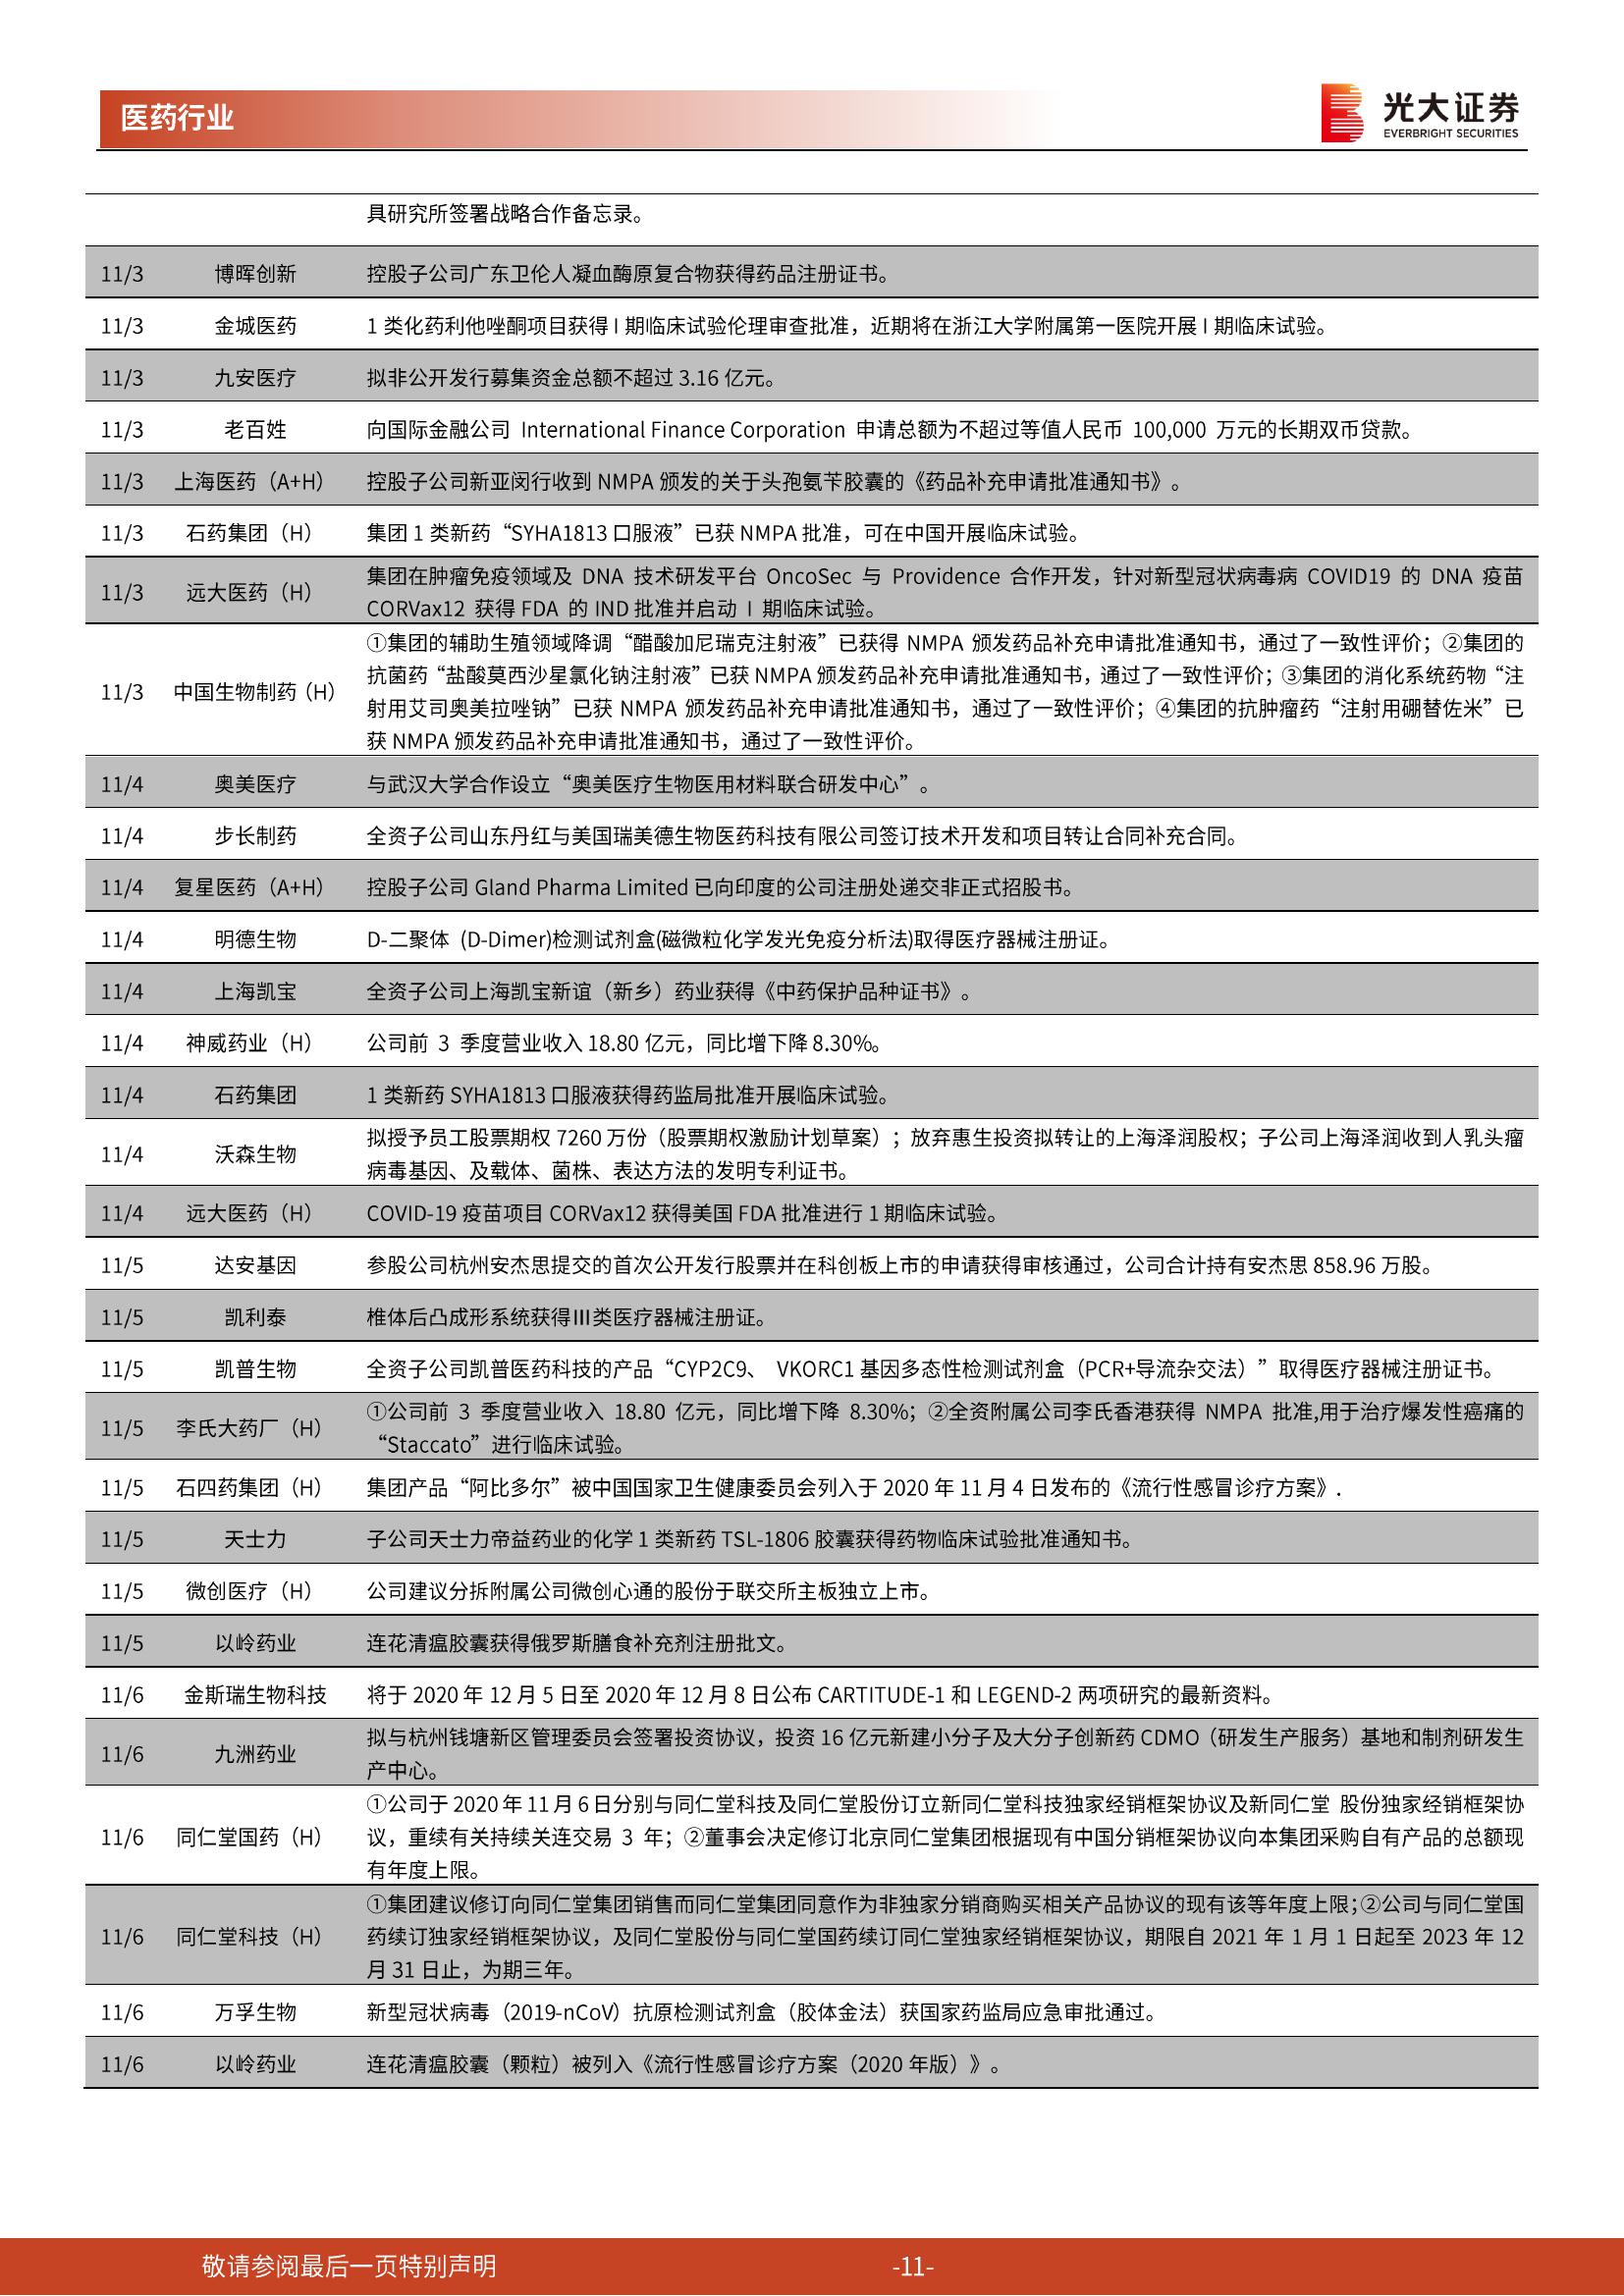 医药行业
光大证券
EVERBRIGHT SECURITIES
具研究所签署战略合作备忘录。
11/3 博晖创新 控股子公司广东卫伦人凝血酶原复合物获得药品注册证书。
11/3 金城医药 1 类化药利他唑酮项目获得 I 期临床试验伦理审查批准，近期将在浙江大学附属第一医院开展 I 期临床试验。
11/3 九安医疗 拟非公开发行募集资金总额不超过 3.16 亿元。
11/3 老百姓 向国际金融公司 International Finance Corporation 申请总额为不超过等值人民币 100,000 万元的长期双币贷款。
11/3 上海医药（A+H） 控股子公司新亚闵行收到 NMPA 颁发的关于头孢氨苄胶囊的《药品补充申请批准通知书》。
11/3 石药集团（H） 集团 1 类新药“SYHA1813 口服液”已获 NMPA 批准，可在中国开展临床试验。
11/3 远大医药（H） 集团在肿瘤免疫领域及 DNA 技术研发平台 OncoSec 与 Providence 合作开发，针对新型冠状病毒病 COVID19 的 DNA 疫苗
CORVax12 获得 FDA 的 IND 批准并启动 I 期临床试验。
11/3 中国生物制药（H） ①集团的辅助生殖领域降调“醋酸加尼瑞克注射液”已获得 NMPA 颁发药品补充申请批准通知书，通过了一致性评价；②集团的
抗菌药“盐酸莫西沙星氯化钠注射液”已获 NMPA 颁发药品补充申请批准通知书，通过了一致性评价；③集团的消化系统药物“注
射用艾司奥美拉唑钠”已获 NMPA 颁发药品补充申请批准通知书，通过了一致性评价；④集团的抗肿瘤药“注射用硼替佐米”已
获 NMPA 颁发药品补充申请批准通知书，通过了一致性评价。
11/4 奥美医疗 与武汉大学合作设立“奥美医疗生物医用材料联合研发中心”。
11/4 步长制药 全资子公司山东丹红与美国瑞美德生物医药科技有限公司签订技术开发和项目转让合同补充合同。
11/4 复星医药（A+H） 控股子公司 Gland Pharma Limited 已向印度的公司注册处递交非正式招股书。
11/4 明德生物 D-二聚体 (D-Dimer)检测试剂盒(磁微粒化学发光免疫分析法)取得医疗器械注册证。
11/4 上海凯宝 全资子公司上海凯宝新谊（新乡）药业获得《中药保护品种证书》。
11/4 神威药业（H） 公司前 3 季度营业收入 18.80 亿元，同比增下降 8.30%。
11/4 石药集团 1 类新药 SYHA1813 口服液获得药监局批准开展临床试验。
11/4 沃森生物 拟授予员工股票期权 7260 万份（股票期权激励计划草案）；放弃惠生投资拟转让的上海泽润股权；子公司上海泽润收到人乳头瘤
病毒基因、及载体、菌株、表达方法的发明专利证书。
11/4 远大医药（H） COVID-19 疫苗项目 CORVax12 获得美国 FDA 批准进行 1 期临床试验。
11/5 达安基因 参股公司杭州安杰思提交的首次公开发行股票并在科创板上市的申请获得审核通过，公司合计持有安杰思 858.96 万股。
11/5 凯利泰 椎体后凸成形系统获得Ⅲ类医疗器械注册证。
11/5 凯普生物 全资子公司凯普医药科技的产品“CYP2C9、 VKORC1 基因多态性检测试剂盒（PCR+导流杂交法）”取得医疗器械注册证书。
11/5 李氏大药厂（H） ①公司前 3 季度营业收入 18.80 亿元，同比增下降 8.30%；②全资附属公司李氏香港获得 NMPA 批准,用于治疗爆发性癌痛的
“Staccato”进行临床试验。
11/5 石四药集团（H） 集团产品“阿比多尔”被中国国家卫生健康委员会列入于 2020 年 11 月 4 日发布的《流行性感冒诊疗方案》.
11/5 天士力 子公司天士力帝益药业的化学 1 类新药 TSL-1806 胶囊获得药物临床试验批准通知书。
11/5 微创医疗（H） 公司建议分拆附属公司微创心通的股份于联交所主板独立上市。
11/5 以岭药业 连花清瘟胶囊获得俄罗斯膳食补充剂注册批文。
11/6 金斯瑞生物科技 将于 2020 年 12 月 5 日至 2020 年 12 月 8 日公布 CARTITUDE-1 和 LEGEND-2 两项研究的最新资料。
11/6 九洲药业 拟与杭州钱塘新区管理委员会签署投资协议，投资 16 亿元新建小分子及大分子创新药 CDMO（研发生产服务）基地和制剂研发生
产中心。
11/6 同仁堂国药（H） ①公司于 2020 年 11 月 6 日分别与同仁堂科技及同仁堂股份订立新同仁堂科技独家经销框架协议及新同仁堂 股份独家经销框架协
议，重续有关持续关连交易 3 年；②董事会决定修订北京同仁堂集团根据现有中国分销框架协议向本集团采购自有产品的总额现
有年度上限。
11/6 同仁堂科技（H） ①集团建议修订向同仁堂集团销售而同仁堂集团同意作为非独家分销商购买相关产品协议的现有该等年度上限；②公司与同仁堂国
药续订独家经销框架协议，及同仁堂股份与同仁堂国药续订同仁堂独家经销框架协议，期限自 2021 年 1 月 1 日起至 2023 年 12
月 31 日止，为期三年。
11/6 万孚生物 新型冠状病毒（2019-nCoV）抗原检测试剂盒（胶体金法）获国家药监局应急审批通过。
11/6 以岭药业 连花清瘟胶囊（颗粒）被列入《流行性感冒诊疗方案（2020 年版）》。
敬请参阅最后一页特别声明 -11-